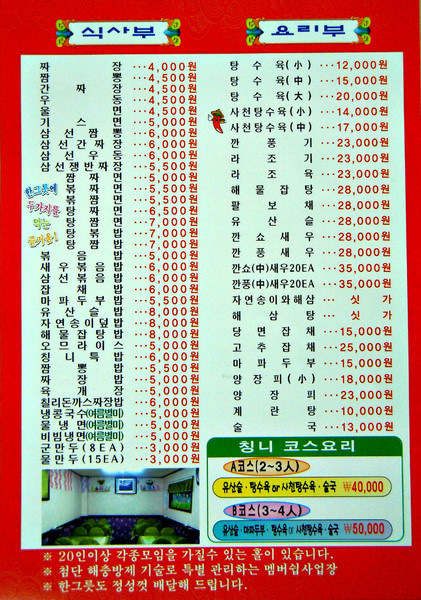 식사부
짜장 ···4,000원
짬뽕 ···4,500원
간짜장 ···4,500원
우동 ···4,500원
울면 ···4,500원
기스면 ···5,000원
삼선짬뽕 ···6,000원
삼선간짜장 ···6,000원
삼선우동 ···6,000원
삼선쟁반짜장 ···5,500원
짬짜면 ···5,500원
볶짜면 ···5,500원
볶짬면 ···5,500원
탕짜면 ···6,500원
탕짬면 ···7,000원
탕볶밥 ···7,000원
탕짬밥 ···7,000원
한그릇에
두가지를
먹는
즐거움!
볶음밥 ···5,000원
새우볶음밥 ···6,000원
삼선볶음밥 ···6,000원
잡채밥 ···6,000원
마파두부밥 ···5,500원
유산슬밥 ···8,000원
자연송이덮밥 ···8,000원
해물잡탕밥 ···8,000원
오므라이스 ···5,500원
칭니특밥 ···6,000원
짬뽕밥 ···5,000원
짜장밥 ···5,000원
육개장 ···5,000원
칠리돈까스짜장밥 ···6,000원
냉콩국수(여름별미) ···5,000원
물냉면(여름별미) ···5,000원
비빔냉면(여름별미) ···5,000원
군만두(8EA) ···3,000원
물만두(15EA) ···3,000원
요리부
탕수육(小) ···12,000원
탕수육(中) ···15,000원
탕수육(大) ···20,000원
사천탕수육(小) ···14,000원
사천탕수육(中) ···17,000원
깐풍기 ···23,000원
라조기 ···23,000원
라조육 ···23,000원
해물잡탕 ···28,000원
팔보채 ···28,000원
유산슬 ···28,000원
깐쇼새우 ···28,000원
깐풍새우 ···28,000원
깐쇼(中)새우20EA ···35,000원
깐풍(中)새우20EA ···35,000원
자연송이와해삼 ···싯가
해삼탕 ···싯가
당면잡채 ···15,000원
고추잡채 ···25,000원
마파두부 ···15,000원
양장피(小) ···18,000원
양장피 ···23,000원
계란탕 ···10,000원
술국 ···13,000원
칭니 코스요리
A코스(2~3人)
유산슬·탕수육 or 사천탕수육·술국 ₩40,000
B코스(3~4人)
유산슬·마파두부·탕수육 or 사천탕수육·술국 ₩50,000
※ 20인이상 각종모임을 가질수 있는 홀이 있습니다.
※ 첨단 해충방제 기술로 특별 관리하는 멤버쉽사업장
※ 한그릇도 정성껏 배달해 드립니다.